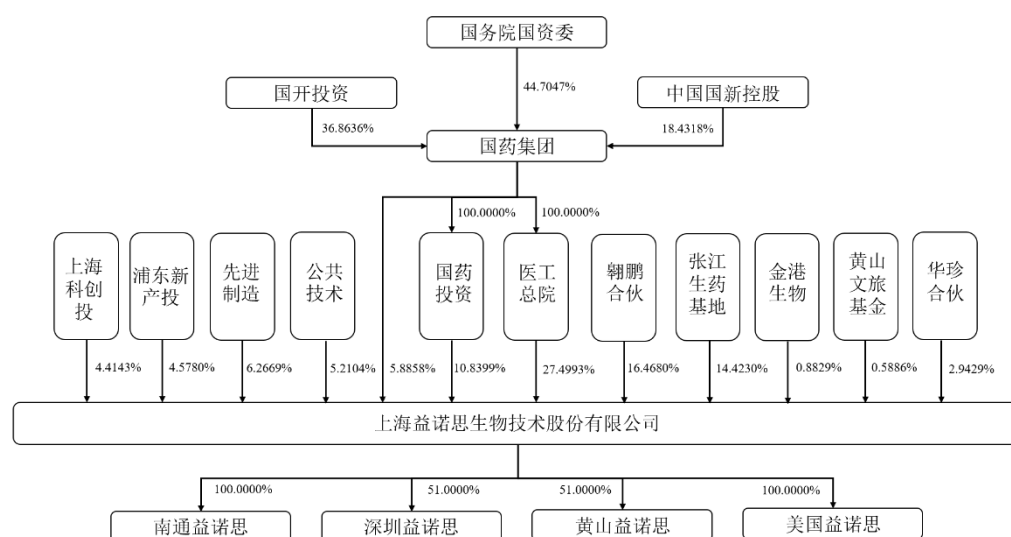 国务院国资委
国开投资
44.7047%
中国国新控股
36.8636%
18.4318%
国药集团
100.0000%
100.0000%
上海
科创
投
浦东新
产投
先进
制造
公共
技术
国药
投资
医工
总院
翱鹏
合伙
张江
生药
基地
金港
生物
黄山
文旅
基金
华珍
合伙
4.4143%
4.5780%
6.2669%
5.2104%
5.8858%
10.8399%
27.4993%
16.4680%
14.4230%
0.8829%
0.5886%
2.9429%
上海益诺思生物技术股份有限公司
100.0000%
51.0000%
51.0000%
100.0000%
南通益诺思
深圳益诺思
黄山益诺思
美国益诺思